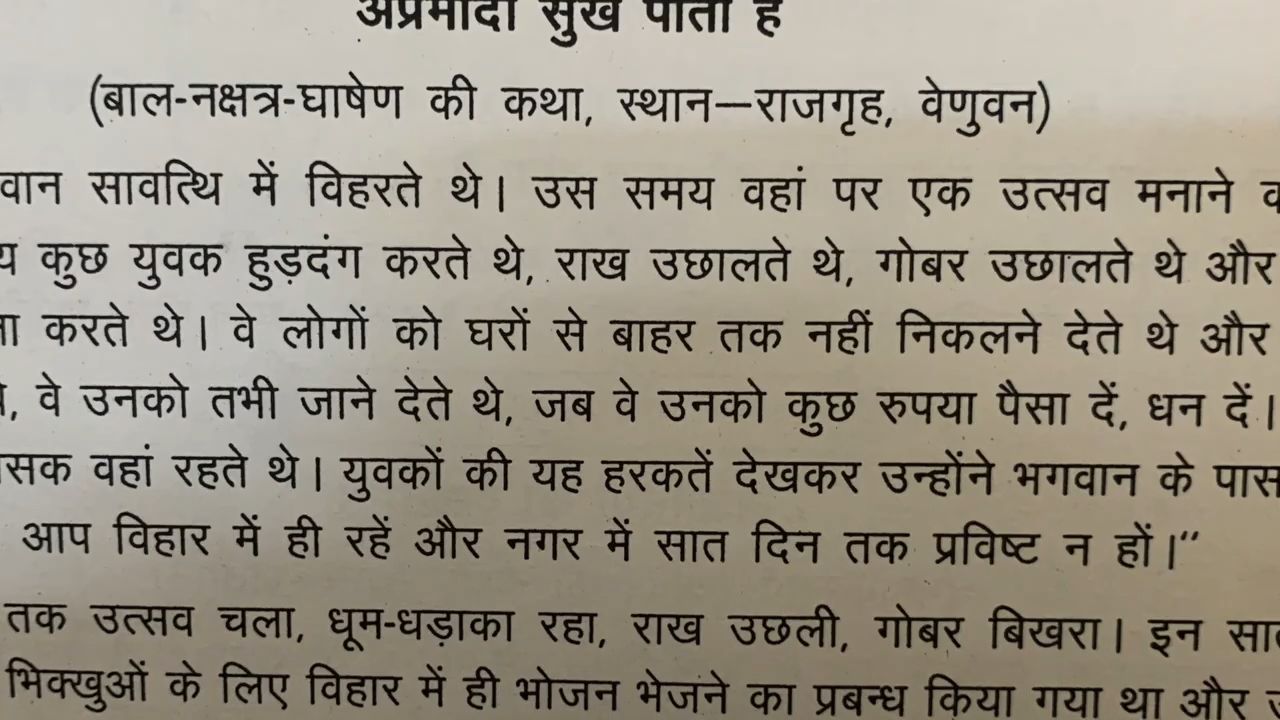 अप्रमादी सुख पाता है
(बाल-नक्षत्र-घाषेण की कथा, स्थान—राजगृह, वेणुवन)
वान सावत्थि में विहरते थे। उस समय वहां पर एक उत्सव मनाने
य कुछ युवक हुड़दंग करते थे, राख उछालते थे, गोबर उछालते थे और
करते थे। वे लोगों को घरों से बाहर तक नहीं निकलने देते थे और
, वे उनको तभी जाने देते थे, जब वे उनको कुछ रुपया पैसा दें, धन दें।
सक वहां रहते थे। युवकों की यह हरकतें देखकर उन्होंने भगवान के पास
आप विहार में ही रहें और नगर में सात दिन तक प्रविष्ट न हों।“
तक उत्सव चला, धूम-धड़ाका रहा, राख उछली, गोबर बिखरा। इन
भिक्खुओं के लिए विहार में ही भोजन भेजने का प्रबन्ध किया गया था और